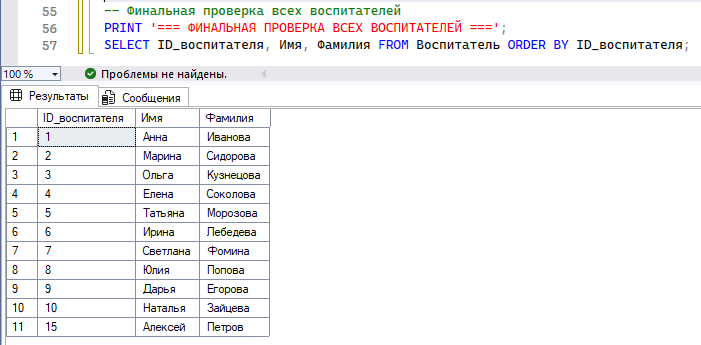 55 -- Финальная проверка всех воспитателей
56 PRINT '=== ФИНАЛЬНАЯ ПРОВЕРКА ВСЕХ ВОСПИТАТЕЛЕЙ ===';
57 SELECT ID_воспитателя, Имя, Фамилия FROM Воспитатель ORDER BY ID_воспитателя;
100 % Проблемы не найдены.
Результаты Сообщения
ID_воспитателя Имя Фамилия
1 1 Анна Иванова
2 2 Марина Сидорова
3 3 Ольга Кузнецова
4 4 Елена Соколова
5 5 Татьяна Морозова
6 6 Ирина Лебедева
7 7 Светлана Фомина
8 8 Юлия Попова
9 9 Дарья Егорова
10 10 Наталья Зайцева
11 15 Алексей Петров